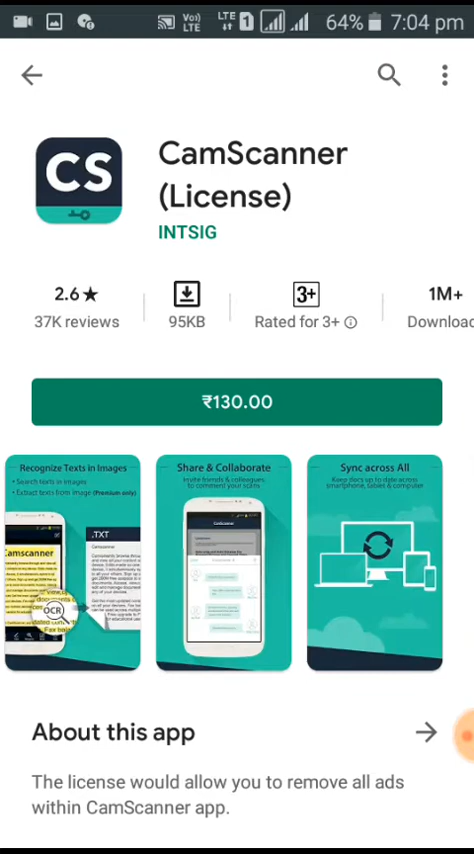 Vo)) LTE LTE 1 64% 7:04 pm
CS
CamScanner
(License)
INTSIG
2.6★
37K reviews
95KB
3+
Rated for 3+
1M+
Downloa
₹130.00
Recognize Texts in Images
• Search texts in images
• Extract texts from image (Premium only)
Camscanner
.TXT
OCR
Share & Collaborate
Invite friends & colleagues
to comment your scans
Sync across All
Keep docs up to date across
smartphone, tablet & computer
About this app
The license would allow you to remove all ads
within CamScanner app.